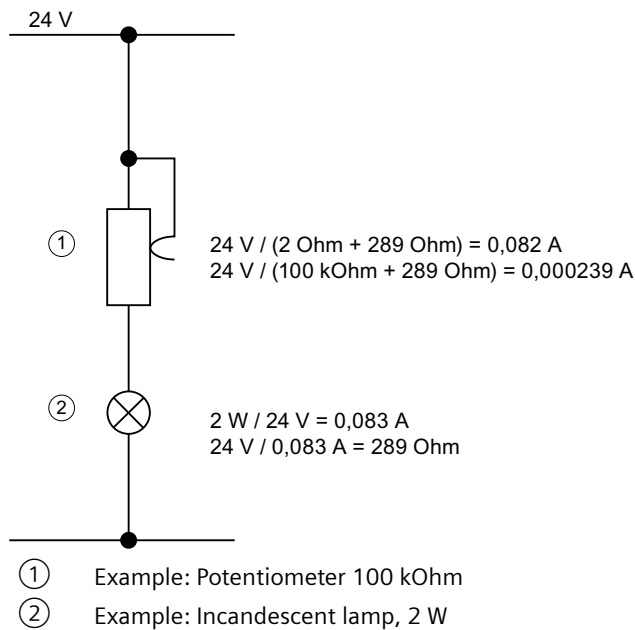 24 V
①
24 V / (2 Ohm + 289 Ohm) = 0,082 A
24 V / (100 kOhm + 289 Ohm) = 0,000239 A
②
2 W / 24 V = 0,083 A
24 V / 0,083 A = 289 Ohm
① Example: Potentiometer 100 kOhm
② Example: Incandescent lamp, 2 W